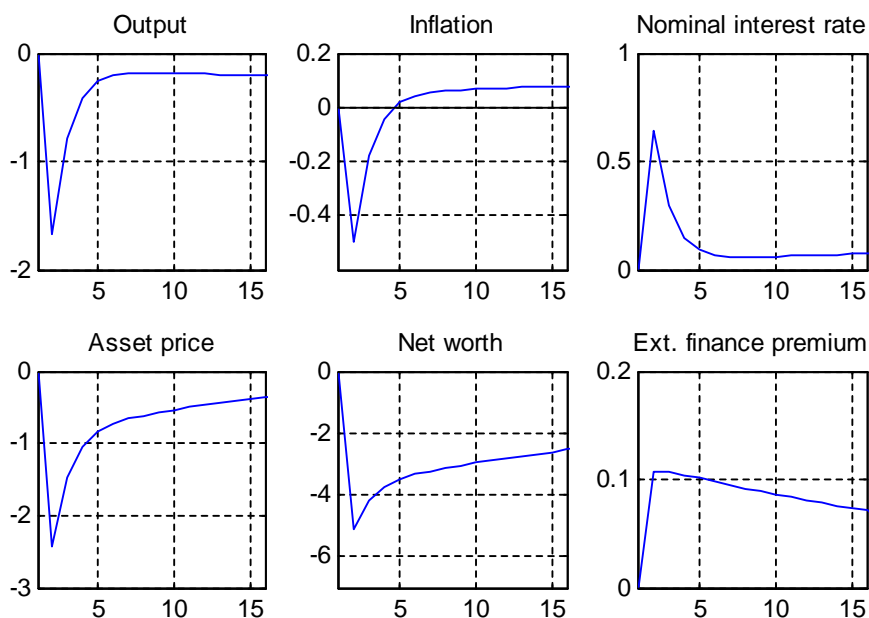 Output
0
-1
-2
5 10 15
Inflation
0.2
0
-0.2
-0.4
5 10 15
Nominal interest rate
1
0.5
0
5 10 15
Asset price
0
-1
-2
-3
5 10 15
Net worth
0
-2
-4
-6
5 10 15
Ext. finance premium
0.2
0.1
0
5 10 15